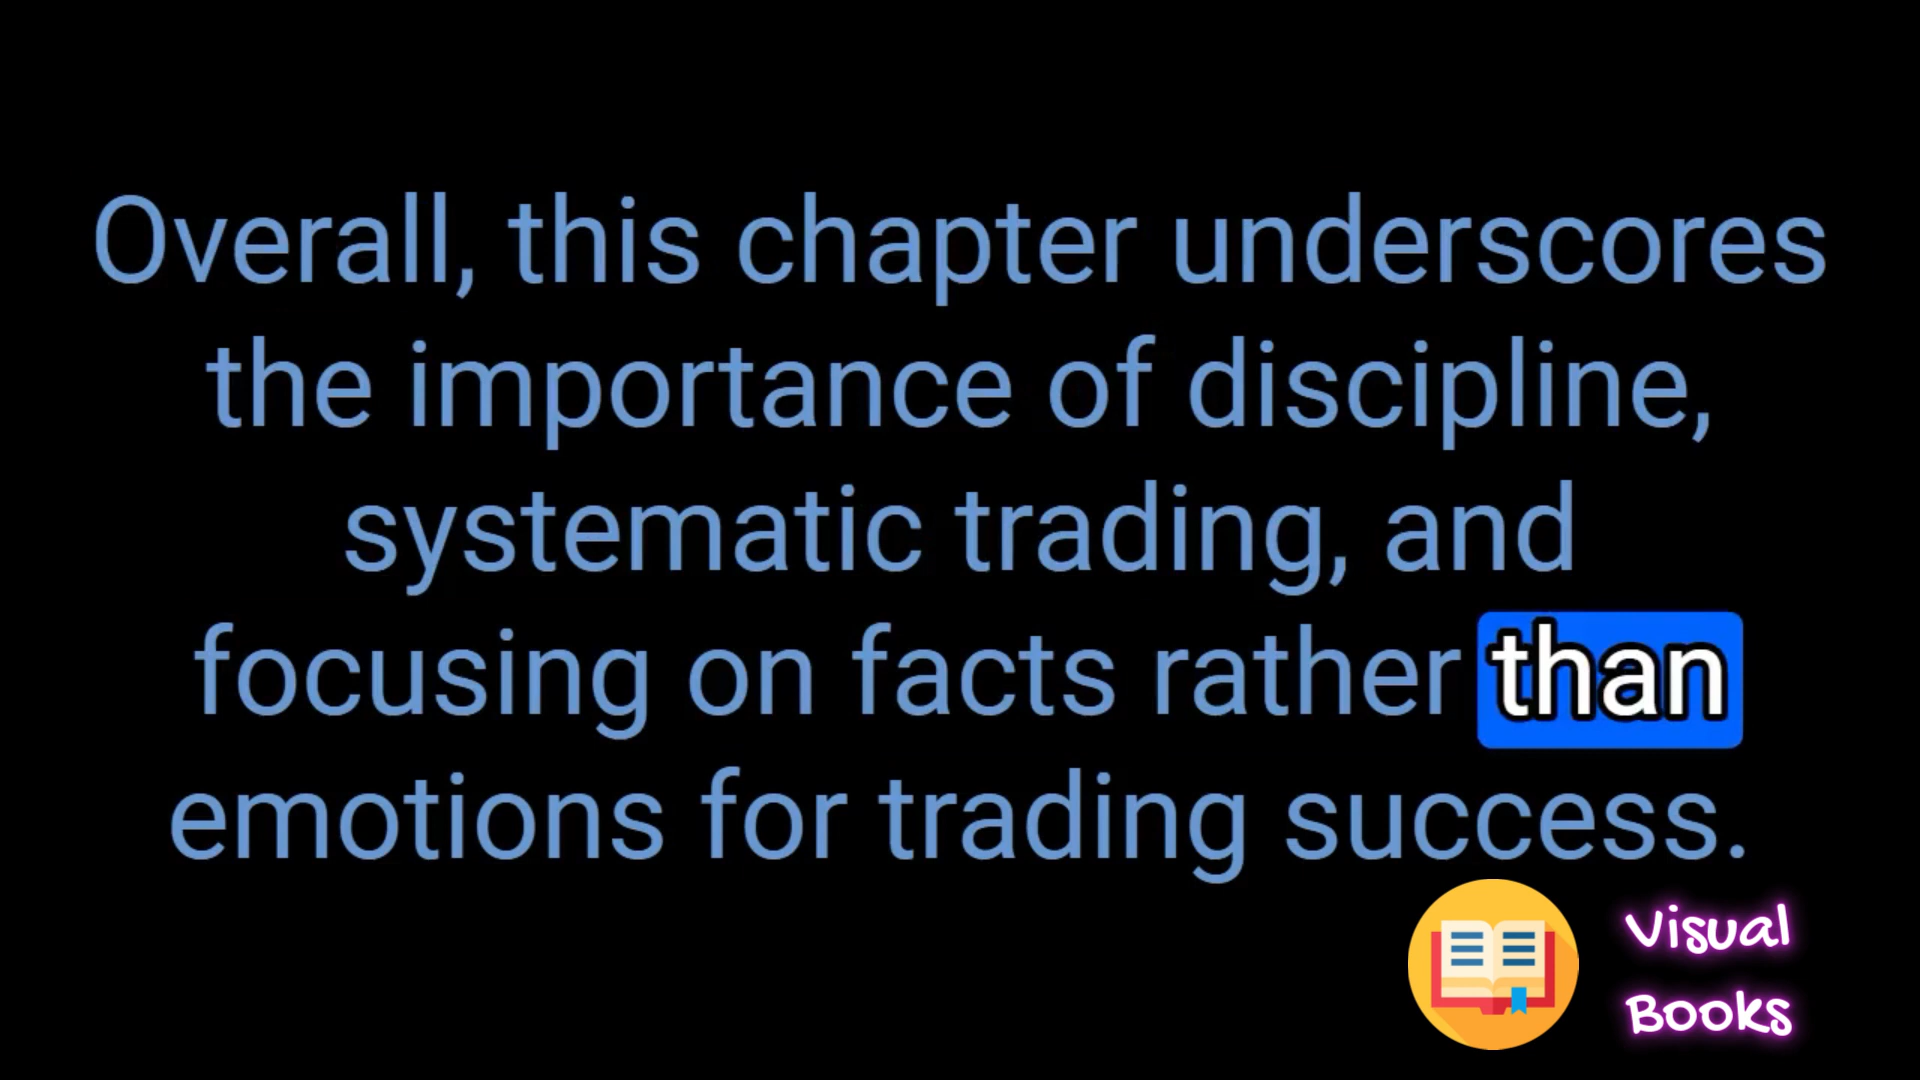 Overall, this chapter underscores
the importance of discipline,
systematic trading, and
focusing on facts rather than
emotions for trading success.
Visual
Books